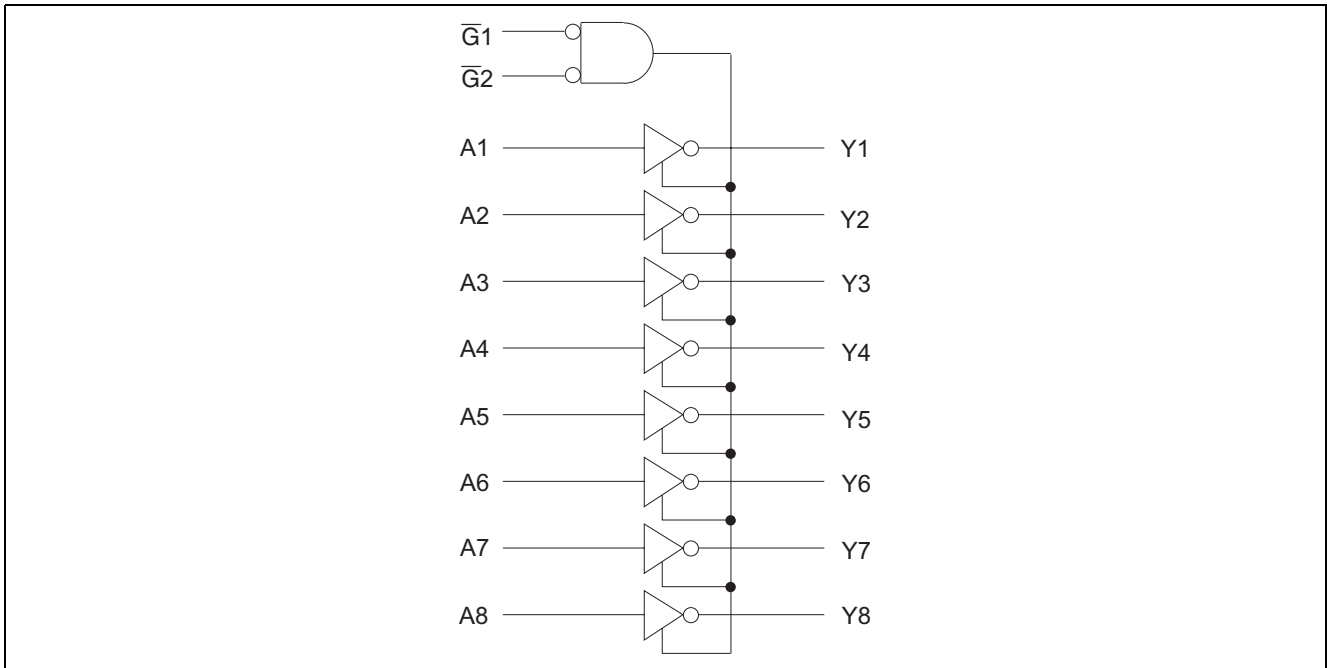 G̅1
G̅2
A1 Y1
A2 Y2
A3 Y3
A4 Y4
A5 Y5
A6 Y6
A7 Y7
A8 Y8